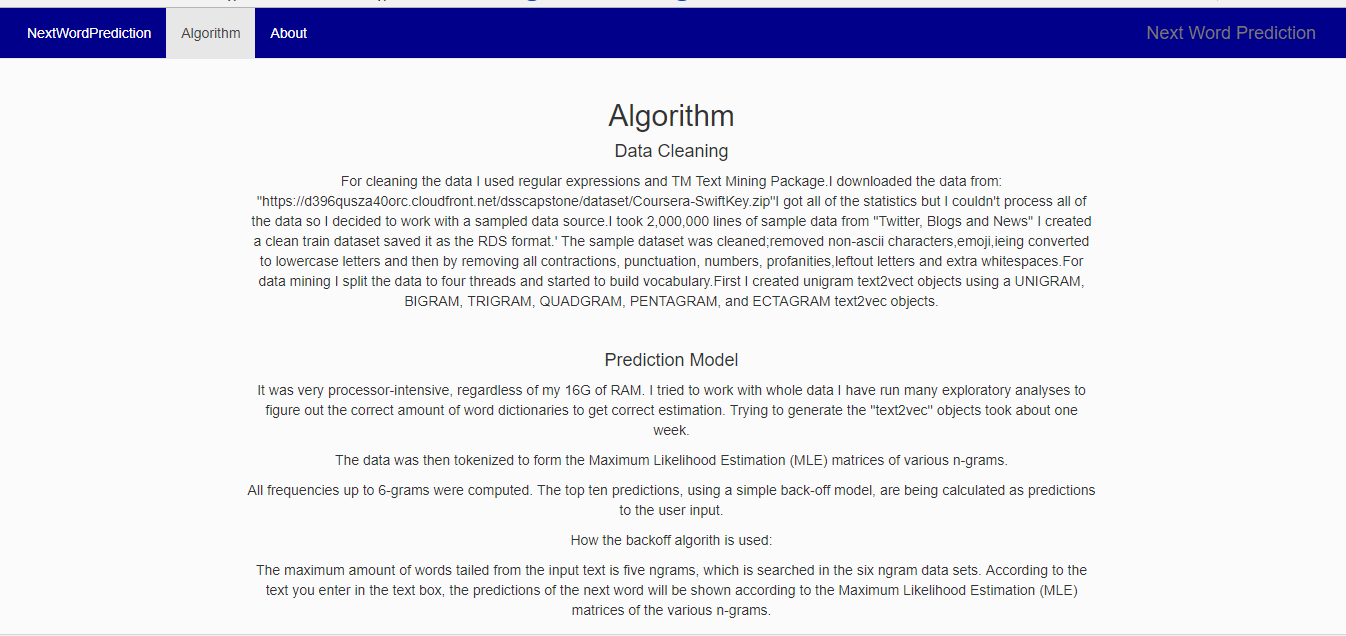 NextWordPrediction Algorithm About Next Word Prediction
Algorithm
Data Cleaning
For cleaning the data I used regular expressions and TM Text Mining Package.I downloaded the data from:
"https://d396qusza40orc.cloudfront.net/dsscapstone/dataset/Coursera-SwiftKey.zip"I got all of the statistics but I couldn't process all of
the data so I decided to work with a sampled data source.I took 2,000,000 lines of sample data from "Twitter, Blogs and News" I created
a clean train dataset saved it as the RDS format.' The sample dataset was cleaned;removed non-ascii characters,emoji,ieing converted
to lowercase letters and then by removing all contractions, punctuation, numbers, profanities,leftout letters and extra whitespaces.For
data mining I split the data to four threads and started to build vocabulary.First I created unigram text2vect objects using a UNIGRAM,
BIGRAM, TRIGRAM, QUADGRAM, PENTAGRAM, and ECTAGRAM text2vec objects.
Prediction Model
It was very processor-intensive, regardless of my 16G of RAM. I tried to work with whole data I have run many exploratory analyses to
figure out the correct amount of word dictionaries to get correct estimation. Trying to generate the "text2vec" objects took about one
week.
The data was then tokenized to form the Maximum Likelihood Estimation (MLE) matrices of various n-grams.
All frequencies up to 6-grams were computed. The top ten predictions, using a simple back-off model, are being calculated as predictions
to the user input.
How the backoff algorith is used:
The maximum amount of words tailed from the input text is five ngrams, which is searched in the six ngram data sets. According to the
text you enter in the text box, the predictions of the next word will be shown according to the Maximum Likelihood Estimation (MLE)
matrices of the various n-grams.